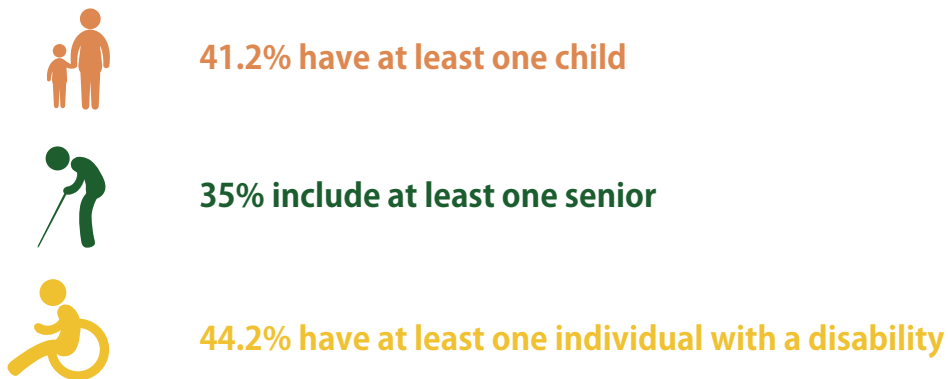 41.2% have at least one child
35% include at least one senior
44.2% have at least one individual with a disability